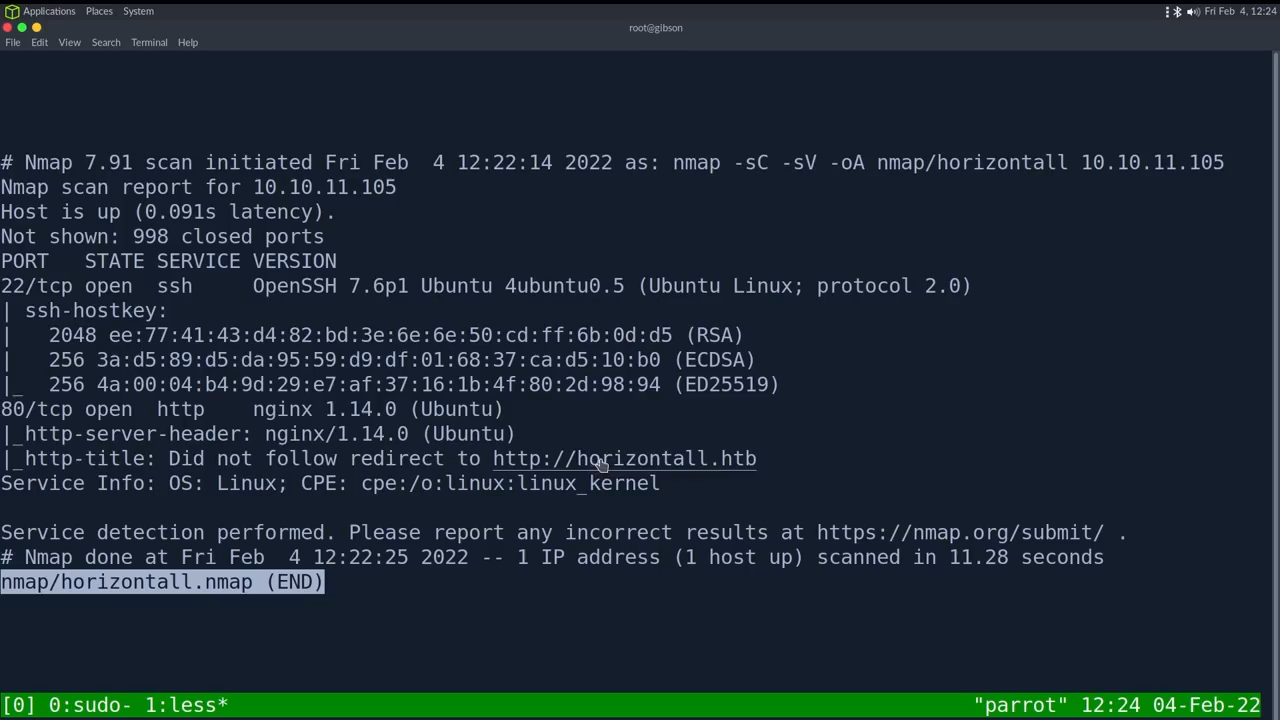 Applications Places System Fri Feb 4, 12:24
root@gibson
File Edit View Search Terminal Help
# Nmap 7.91 scan initiated Fri Feb  4 12:22:14 2022 as: nmap -sC -sV -oA nmap/horizontall 10.10.11.105
Nmap scan report for 10.10.11.105
Host is up (0.091s latency).
Not shown: 998 closed ports
PORT   STATE SERVICE VERSION
22/tcp open  ssh     OpenSSH 7.6p1 Ubuntu 4ubuntu0.5 (Ubuntu Linux; protocol 2.0)
| ssh-hostkey:
|   2048 ee:77:41:43:d4:82:bd:3e:6e:6e:50:cd:ff:6b:0d:d5 (RSA)
|   256 3a:d5:89:d5:da:95:59:d9:df:01:68:37:ca:d5:10:b0 (ECDSA)
|_  256 4a:00:04:b4:9d:29:e7:af:37:16:1b:4f:80:2d:98:94 (ED25519)
80/tcp open  http    nginx 1.14.0 (Ubuntu)
|_http-server-header: nginx/1.14.0 (Ubuntu)
|_http-title: Did not follow redirect to http://horizontall.htb
Service Info: OS: Linux; CPE: cpe:/o:linux:linux_kernel
Service detection performed. Please report any incorrect results at https://nmap.org/submit/ .
# Nmap done at Fri Feb  4 12:22:25 2022 -- 1 IP address (1 host up) scanned in 11.28 seconds
nmap/horizontall.nmap (END)
[0] 0:sudo- 1:less* "parrot" 12:24 04-Feb-22